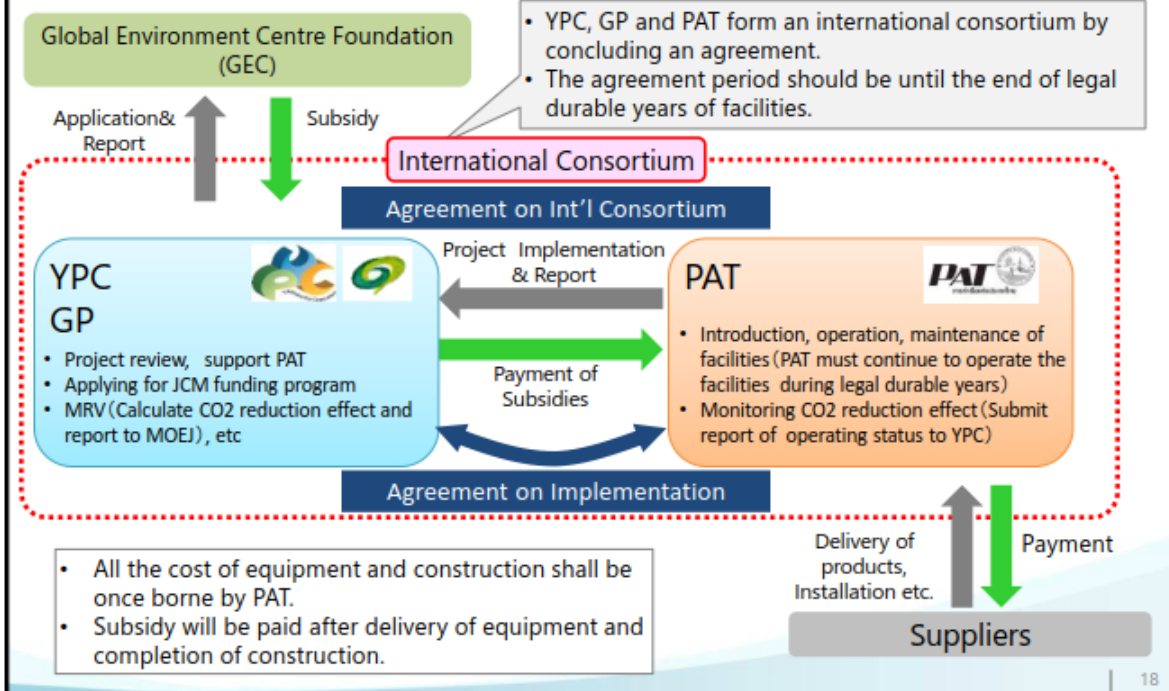 Global Environment Centre Foundation
(GEC)
• YPC, GP and PAT form an international consortium by
concluding an agreement.
• The agreement period should be until the end of legal
durable years of facilities.
Application&
Report
Subsidy
International Consortium
Agreement on Int'l Consortium
YPC
GP
• Project review, support PAT
• Applying for JCM funding program
• MRV(Calculate CO2 reduction effect and
report to MOEJ), etc
Project Implementation
& Report
Payment of
Subsidies
PAT
PAT
• Introduction, operation, maintenance of
facilities(PAT must continue to operate the
facilities during legal durable years)
• Monitoring CO2 reduction effect(Submit
report of operating status to YPC)
Agreement on Implementation
• All the cost of equipment and construction shall be
once borne by PAT.
• Subsidy will be paid after delivery of equipment and
completion of construction.
Delivery of
products,
Installation etc.
Payment
Suppliers
18